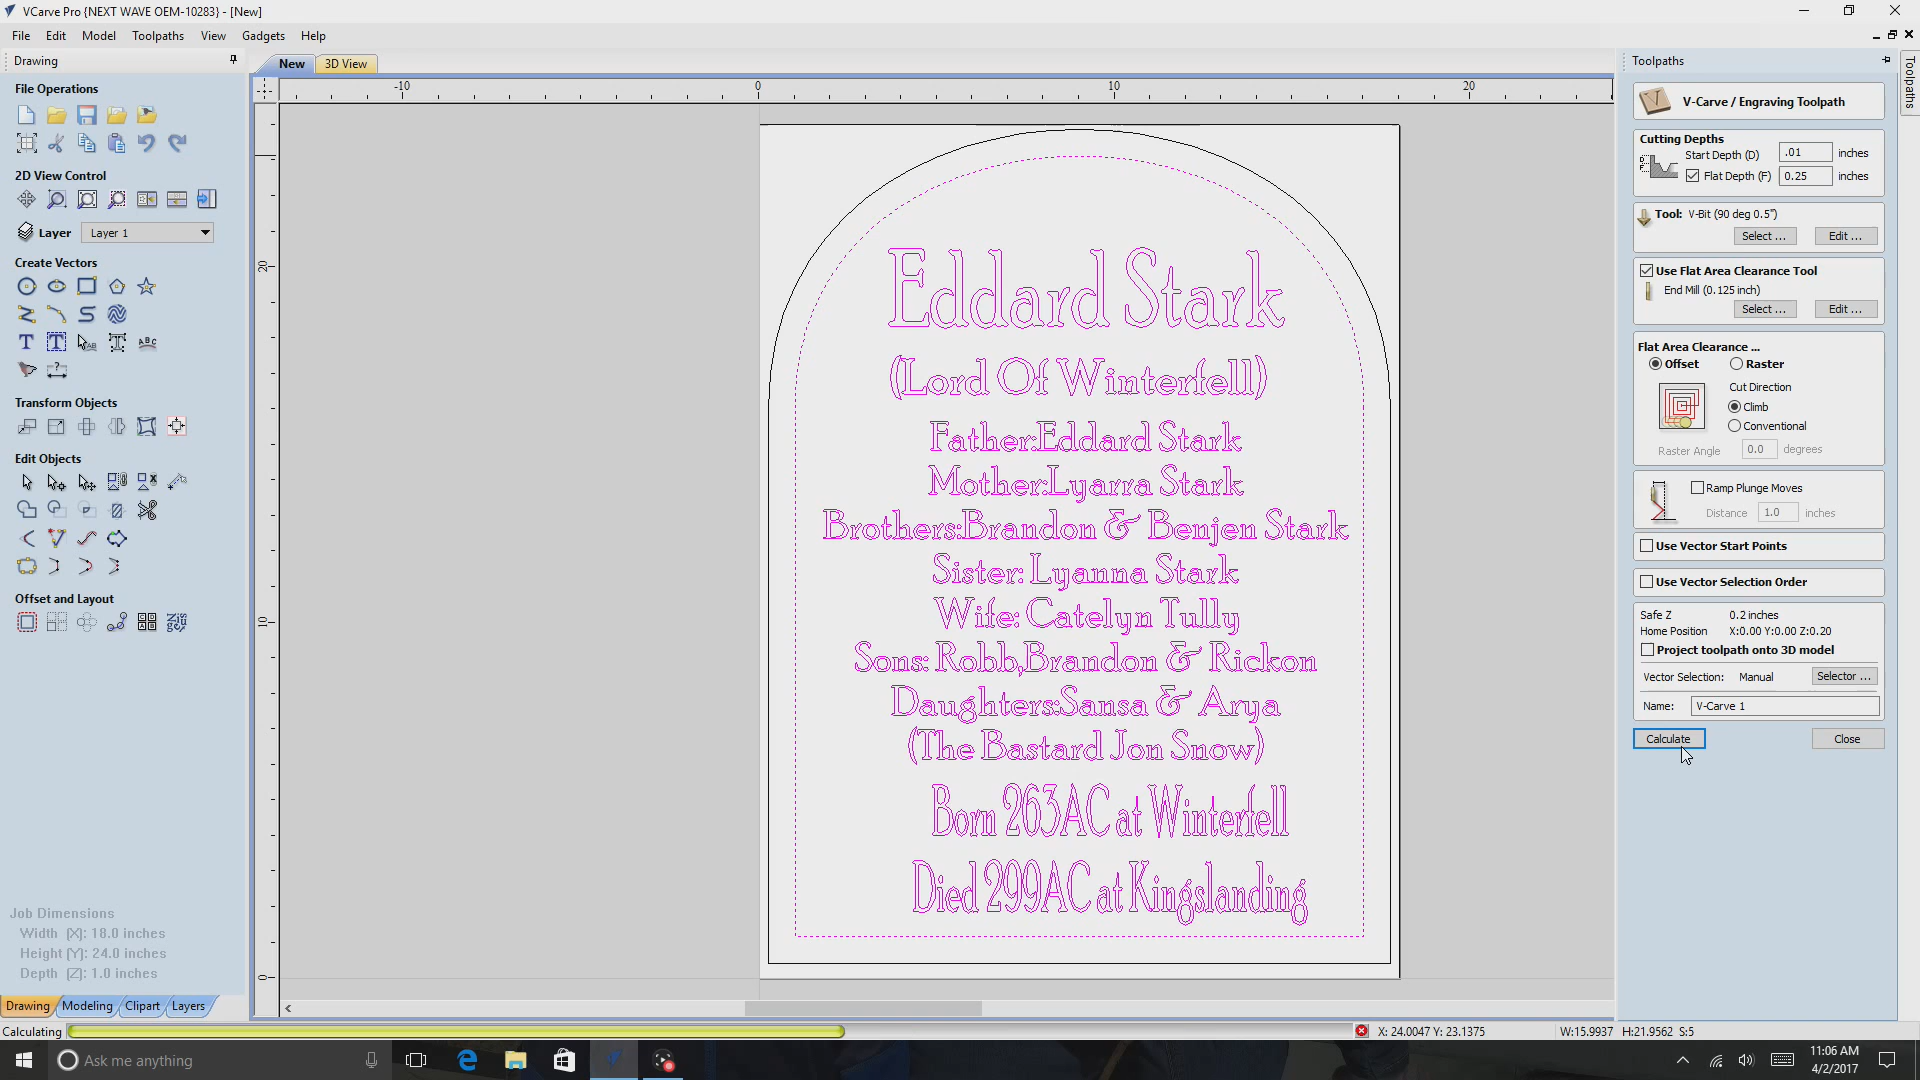 VCarve Pro {NEXT WAVE OEM-10283} - [New]
File Edit Model Toolpaths View Gadgets Help
Drawing
File Operations
2D View Control
Layer Layer 1
Create Vectors
Transform Objects
Edit Objects
Offset and Layout
Job Dimensions
Width (X): 18.0 inches
Height (Y): 24.0 inches
Depth (Z): 1.0 inches
Drawing Modeling Clipart Layers
New 3D View
-10 0 10 20
20
10
0
Eddard Stark
(Lord Of Winterfell)
Father:Eddard Stark
Mother:Lyarra Stark
Brothers:Brandon & Benjen Stark
Sister: Lyanna Stark
Wife: Catelyn Tully
Sons: Robb,Brandon & Rickon
Daughters:Sansa & Arya
(The Bastard Jon Snow)
Born 263AC at Winterfell
Died 299AC at Kingslanding
Toolpaths
Toolpaths
V-Carve / Engraving Toolpath
Cutting Depths
Start Depth (D) .01 inches
Flat Depth (F) 0.25 inches
Tool: V-Bit (90 deg 0.5")
Select ... Edit ...
Use Flat Area Clearance Tool
End Mill (0.125 inch)
Select ... Edit ...
Flat Area Clearance ...
Offset Raster
Cut Direction
Climb
Conventional
Raster Angle 0.0 degrees
Ramp Plunge Moves
Distance 1.0 inches
Use Vector Start Points
Use Vector Selection Order
Safe Z 0.2 inches
Home Position X:0.00 Y:0.00 Z:0.20
Project toolpath onto 3D model
Vector Selection: Manual Selector ...
Name: V-Carve 1
Calculate Close
Calculating
X: 24.0047 Y: 23.1375 W:15.9937 H:21.9562 S:5
Ask me anything
11:06 AM
4/2/2017